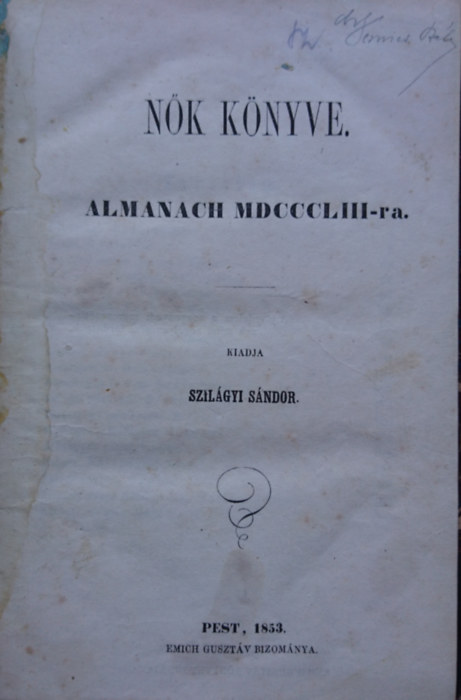 NŐK KÖNYVE.
ALMANACH MDCCCLIII-ra.
KIADJA
SZILÁGYI SÁNDOR.
PEST, 1853.
EMICH GUSZTÁV BIZOMÁNYA.